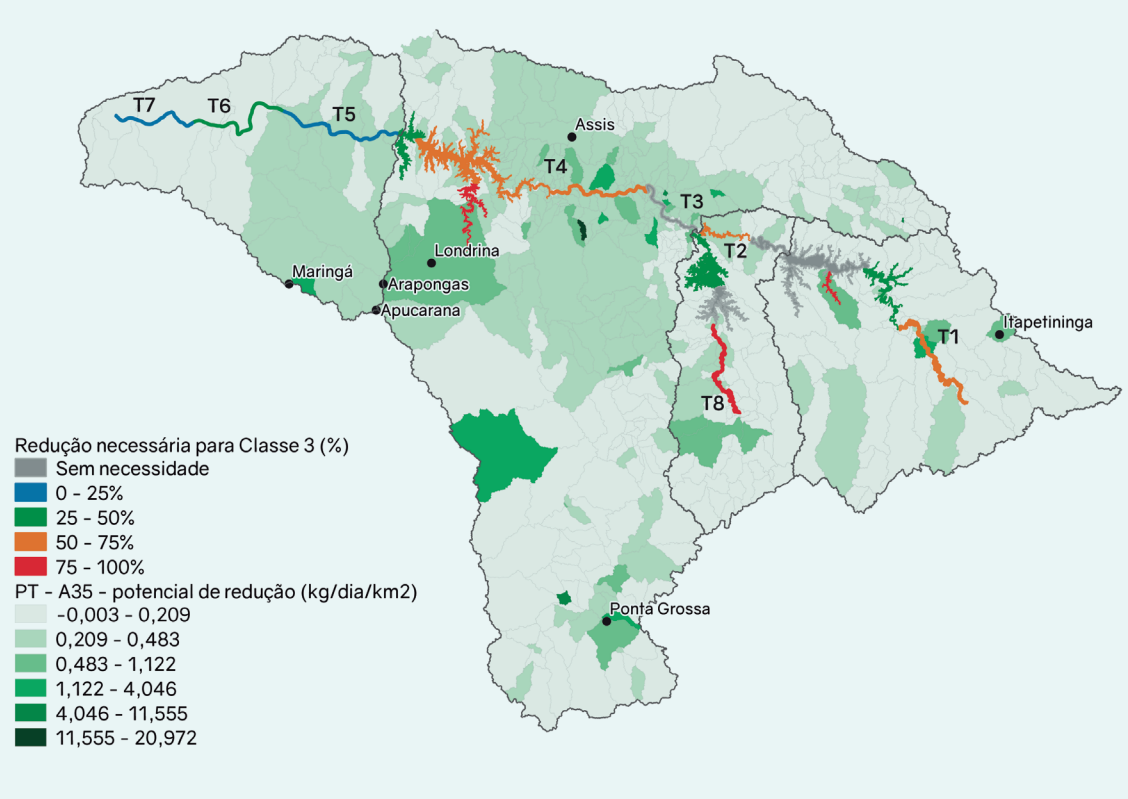 T7
T6
T5
Assis
T4
T3
T2
Londrina
Maringá
Arapongas
Apucarana
Itapetininga
T1
T8
Redução necessária para Classe 3 (%)
Sem necessidade
0 - 25%
25 - 50%
50 - 75%
75 - 100%
PT - A35 - potencial de redução (kg/dia/km2)
-0,003 - 0,209
0,209 - 0,483
0,483 - 1,122
1,122 - 4,046
4,046 - 11,555
11,555 - 20,972
Ponta Grossa